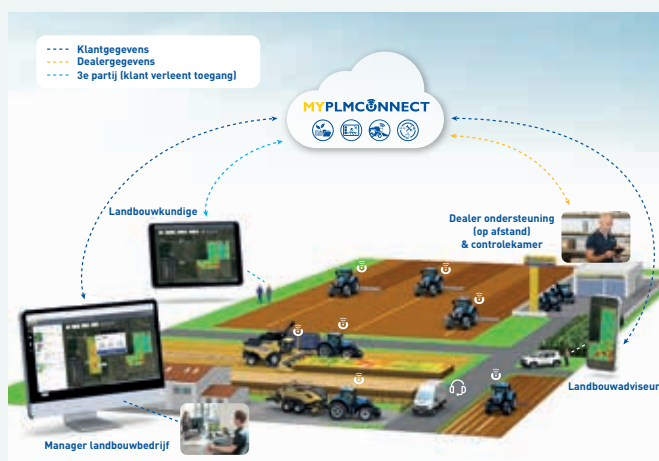 Klantgegevens
Dealergegevens
3e partij (klant verleent toegang)
MYPLMCONNECT
Landbouwkundige
Dealer ondersteuning
(op afstand)
& controlekamer
Landbouwadviseur
Manager landbouwbedrijf